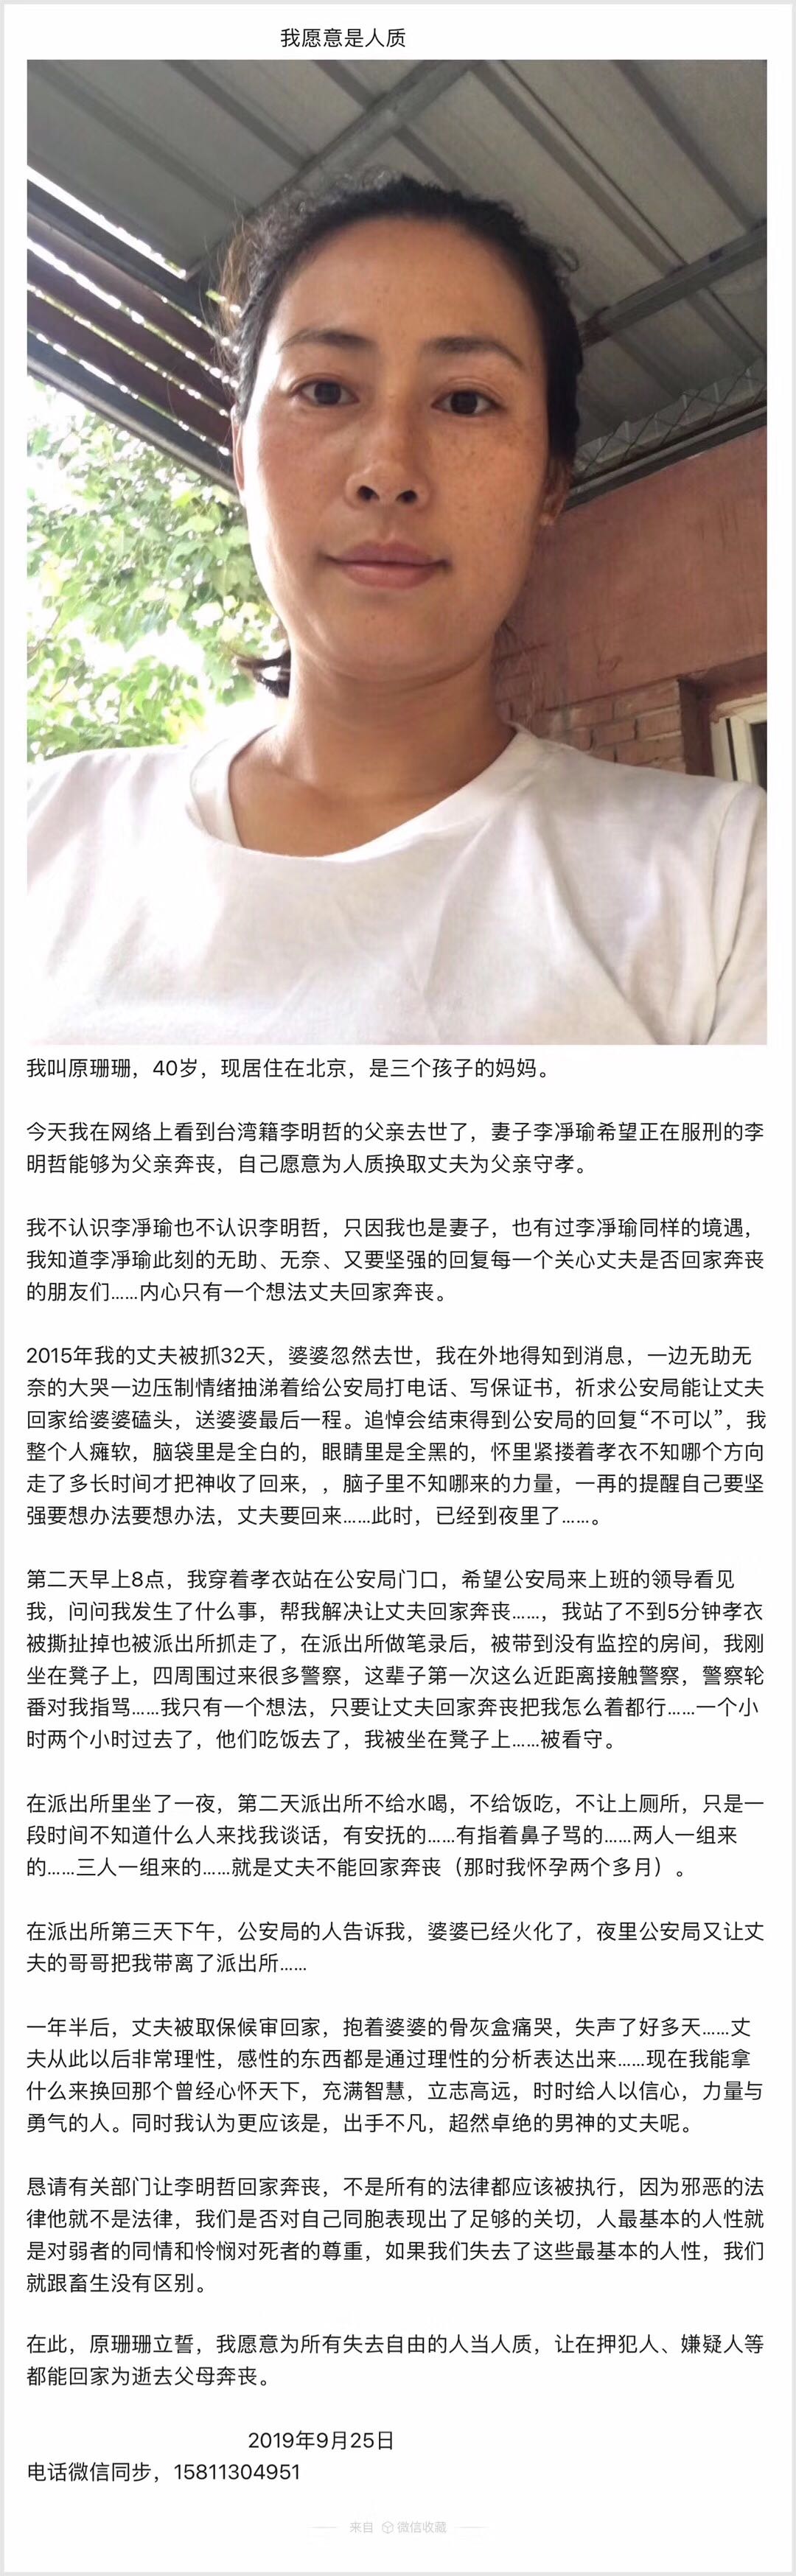 我愿意是人质
我叫原珊珊，40岁，现居住在北京，是三个孩子的妈妈。
今天我在网络上看到台湾籍李明哲的父亲去世了，妻子李凈瑜希望正在服刑的李
明哲能够为父亲奔丧，自己愿意为人质换取丈夫为父亲守孝。
我不认识李凈瑜也不认识李明哲，只因我也是妻子，也有过李凈瑜同样的境遇，
我知道李凈瑜此刻的无助、无奈、又要坚强的回复每一个关心丈夫是否回家奔丧
的朋友们……内心只有一个想法丈夫回家奔丧。
2015年我的丈夫被抓32天，婆婆忽然去世，我在外地得知到消息，一边无助无
奈的大哭一边压制情绪抽涕着给公安局打电话、写保证书，祈求公安局能让丈夫
回家给婆婆磕头，送婆婆最后一程。追悼会结束得到公安局的回复“不可以”，我
整个人瘫软，脑袋里是全白的，眼睛里是全黑的，怀里紧搂着孝衣不知哪个方向
走了多长时间才把神收了回来，，脑子里不知哪来的力量，一再的提醒自己要坚
强要想办法要想办法，丈夫要回来……此时，已经到夜里了……。
第二天早上8点，我穿着孝衣站在公安局门口，希望公安局来上班的领导看见
我，问问我发生了什么事，帮我解决让丈夫回家奔丧……，我站了不到5分钟孝衣
被撕扯掉也被派出所抓走了，在派出所做笔录后，被带到没有监控的房间，我刚
坐在凳子上，四周围过来很多警察，这辈子第一次这么近距离接触警察，警察轮
番对我指骂……我只有一个想法，只要让丈夫回家奔丧把我怎么着都行……一个小
时两个小时过去了，他们吃饭去了，我被坐在凳子上……被看守。
在派出所里坐了一夜，第二天派出所不给水喝，不给饭吃，不让上厕所，只是一
段时间不知道什么人来找我谈话，有安抚的……有指着鼻子骂的……两人一组来
的……三人一组来的……就是丈夫不能回家奔丧（那时我怀孕两个多月）。
在派出所第三天下午，公安局的人告诉我，婆婆已经火化了，夜里公安局又让丈
夫的哥哥把我带离了派出所……
一年半后，丈夫被取保候审回家，抱着婆婆的骨灰盒痛哭，失声了好多天……丈
夫从此以后非常理性，感性的东西都是通过理性的分析表达出来……现在我能拿
什么来换回那个曾经心怀天下，充满智慧，立志高远，时时给人以信心，力量与
勇气的人。同时我认为更应该是，出手不凡，超然卓绝的男神的丈夫呢。
恳请有关部门让李明哲回家奔丧，不是所有的法律都应该被执行，因为邪恶的法
律他就不是法律，我们是否对自己同胞表现出了足够的关切，人最基本的人性就
是对弱者的同情和怜悯对死者的尊重，如果我们失去了这些最基本的人性，我们
就跟畜生没有区别。
在此，原珊珊立誓，我愿意为所有失去自由的人当人质，让在押犯人、嫌疑人等
都能回家为逝去父母奔丧。
2019年9月25日
电话微信同步，15811304951
来自 微信收藏